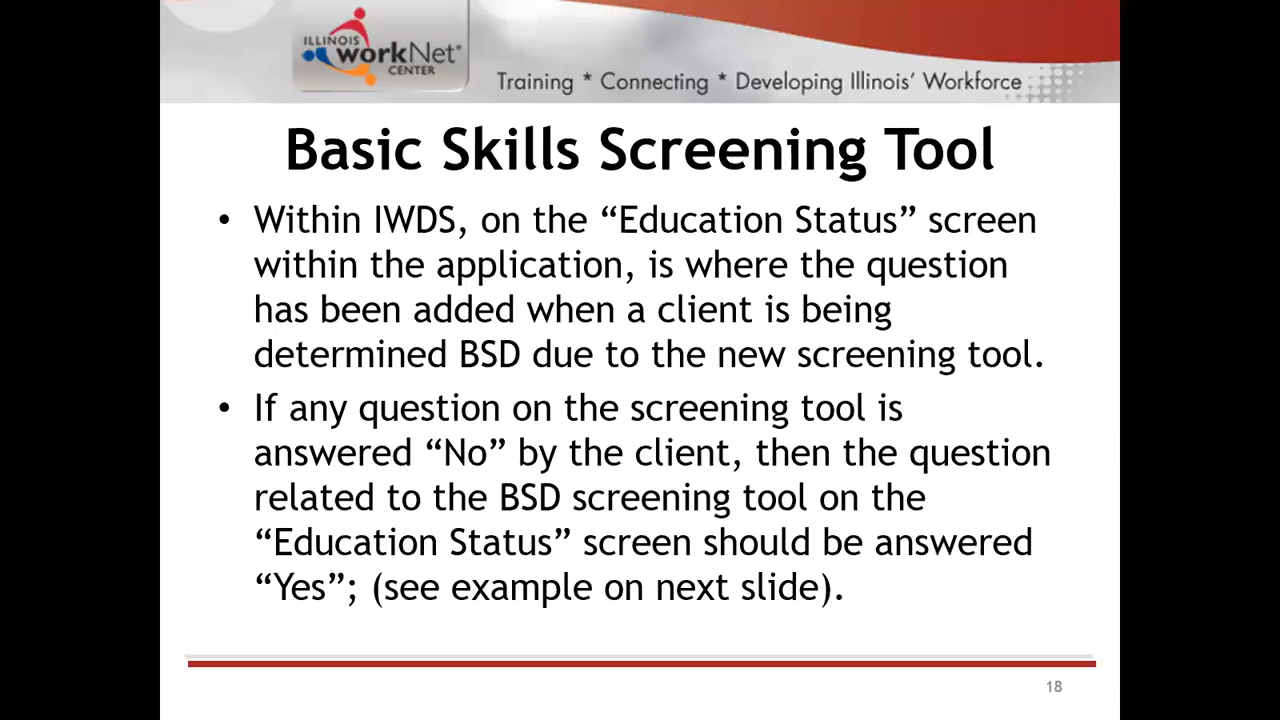 ILLINOIS
workNet®
CENTER
Training * Connecting * Developing Illinois’ Workforce
Basic Skills Screening Tool
• Within IWDS, on the “Education Status” screen
within the application, is where the question
has been added when a client is being
determined BSD due to the new screening tool.
• If any question on the screening tool is
answered “No” by the client, then the question
related to the BSD screening tool on the
“Education Status” screen should be answered
“Yes”; (see example on next slide).
18